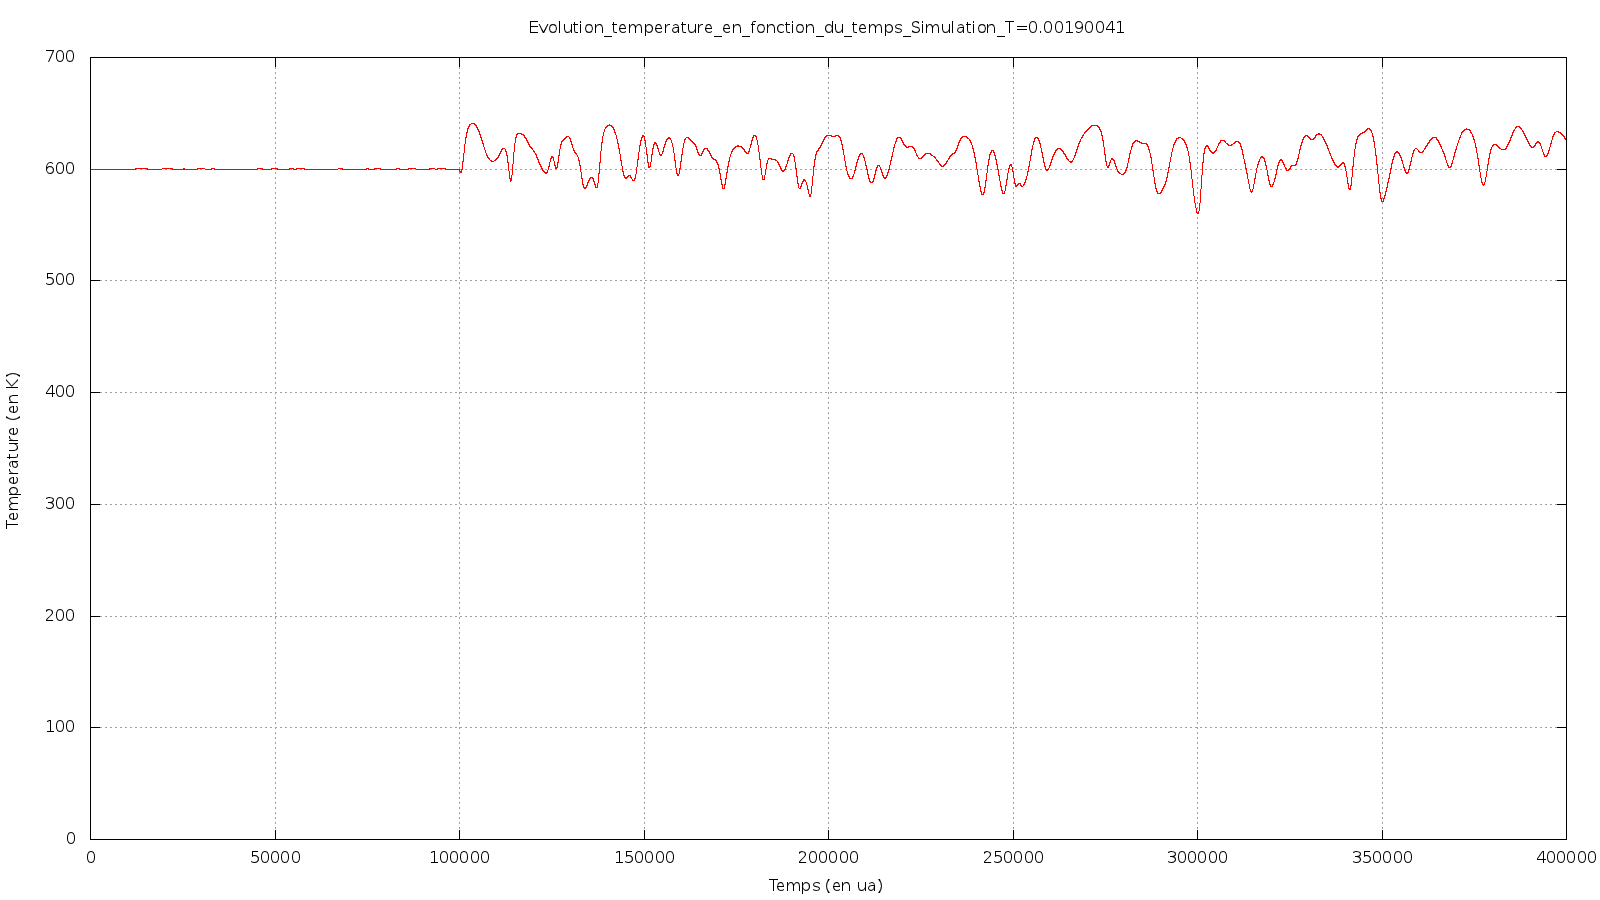 Evolution_temperature_en_fonction_du_temps_Simulation_T=0.00190041
700
600
500
400
300
200
100
0
Temperature (en K)
0 50000 100000 150000 200000 250000 300000 350000 400000
Temps (en ua)